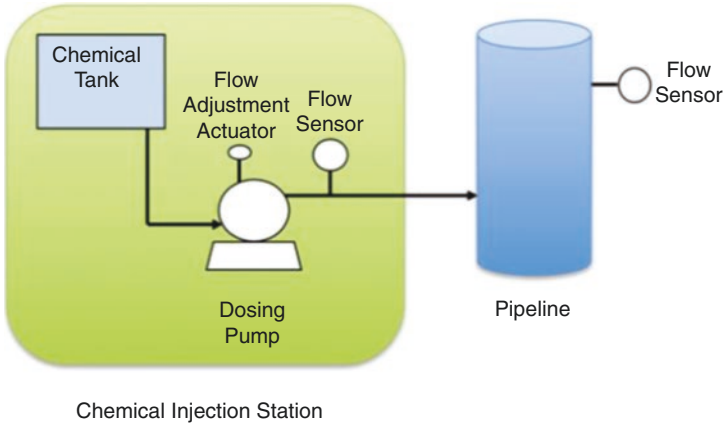 Chemical
Tank
Flow
Adjustment
Actuator
Flow
Sensor
Flow
Sensor
Dosing
Pump
Pipeline
Chemical Injection Station